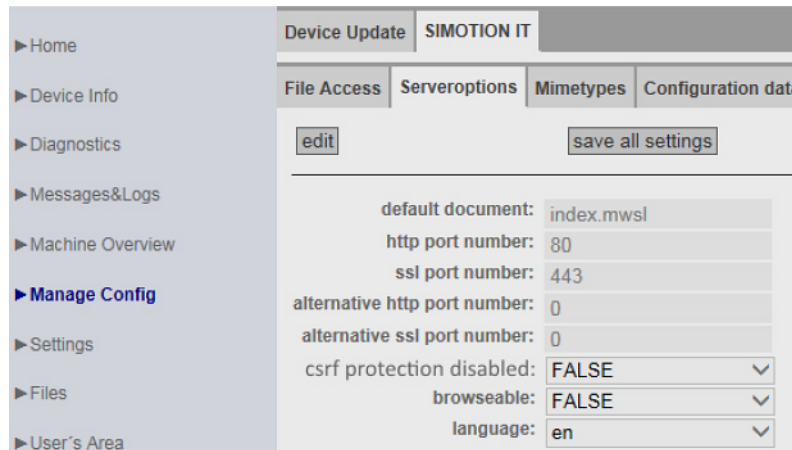 ►Home
►Device Info
►Diagnostics
►Messages&Logs
►Machine Overview
►Manage Config
►Settings
►Files
►User´s Area
Device Update SIMOTION IT
File Access Serveroptions Mimetypes Configuration dat
edit save all settings
default document: index.mwsl
http port number: 80
ssl port number: 443
alternative http port number: 0
alternative ssl port number: 0
csrf protection disabled: FALSE
browseable: FALSE
language: en